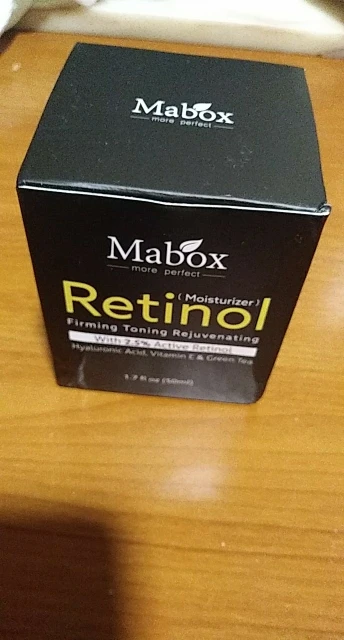 Mabox
more perfect
Mabox
more perfect
(Moisturizer)
Retinol
Firming Toning Rejuvenating
With 2.5% Active Retinol
Hyaluronic Acid, Vitamin E & Green Tea
1.7 fl oz (50ml)